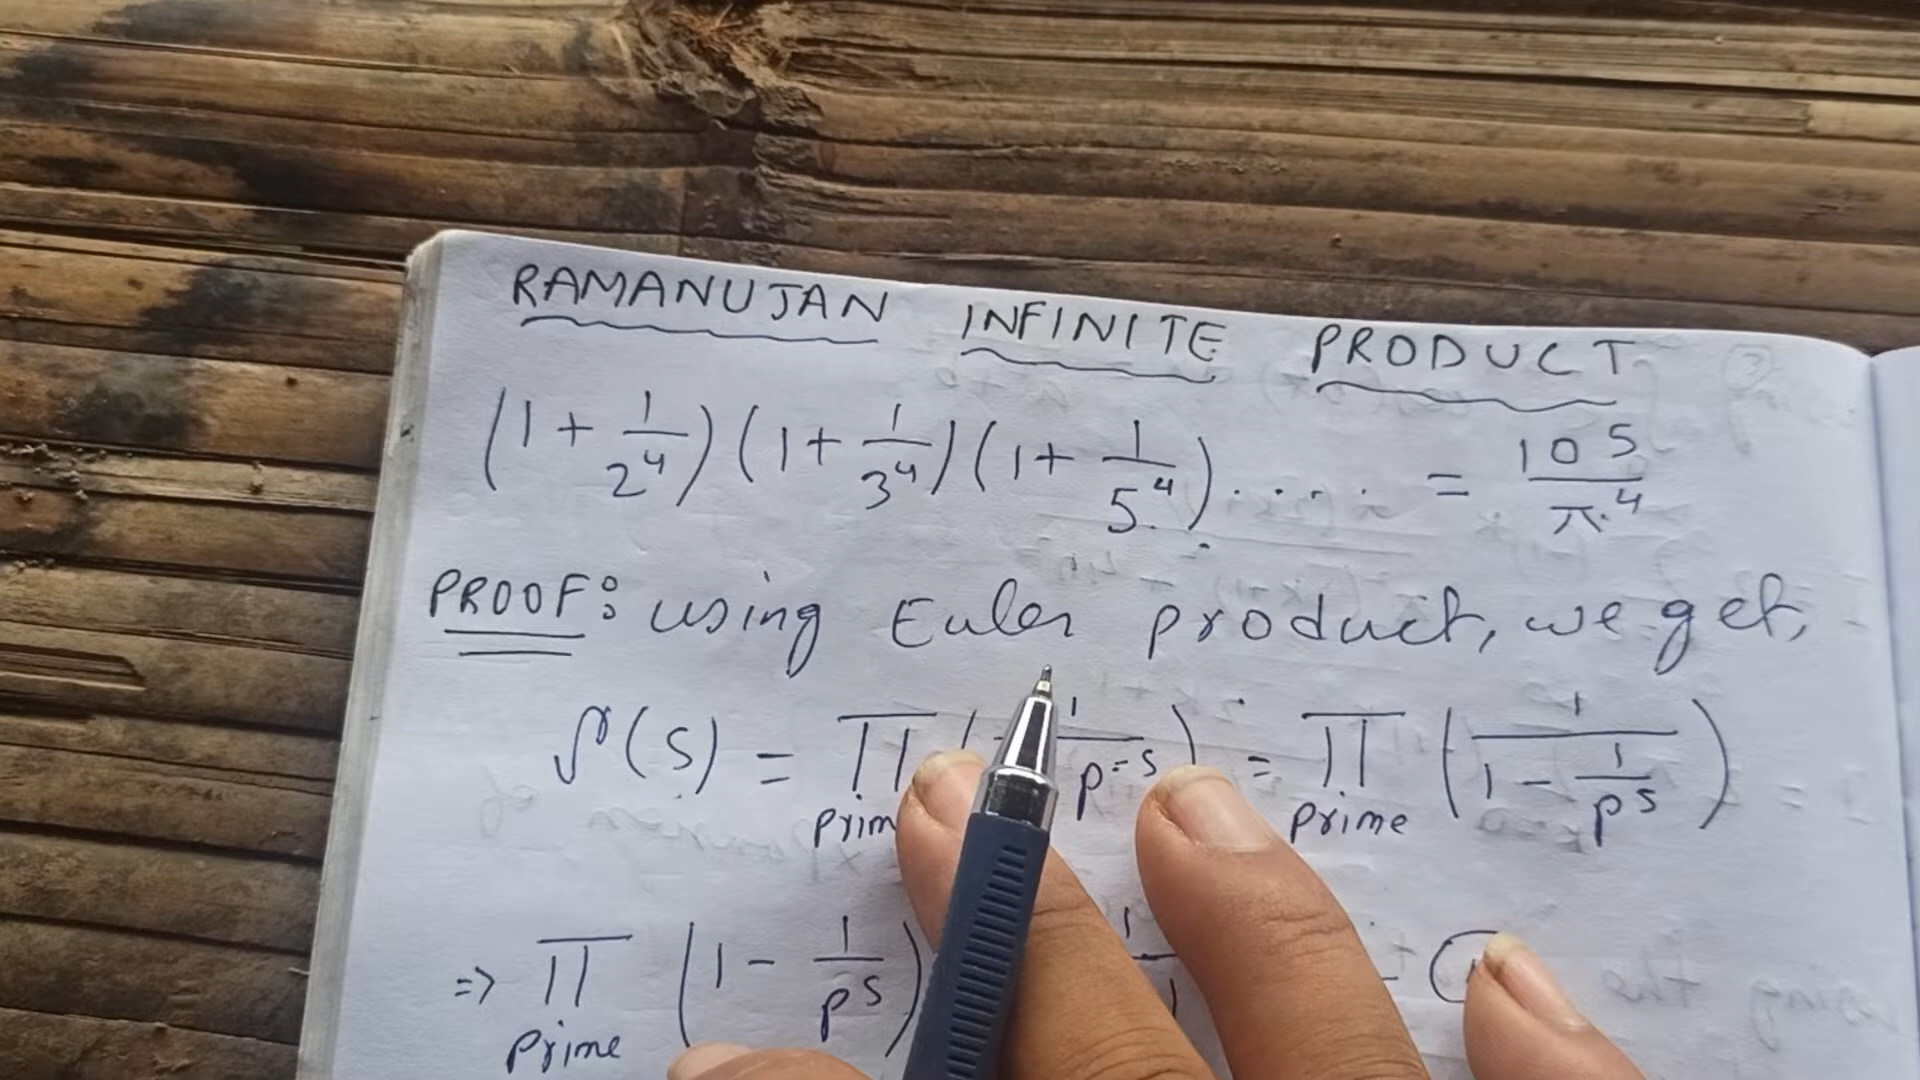 RAMANUJAN INFINITE PRODUCT
(1 + 1/2⁴) (1 + 1/3⁴) (1 + 1/5⁴) ..... = 105/π⁴
PROOF: using Euler product, we get,
ζ(s) = Π prime ( 1/ p⁻ˢ ) = Π prime ( 1 / (1 - 1/pˢ) )
=> Π prime (1 - 1/pˢ)